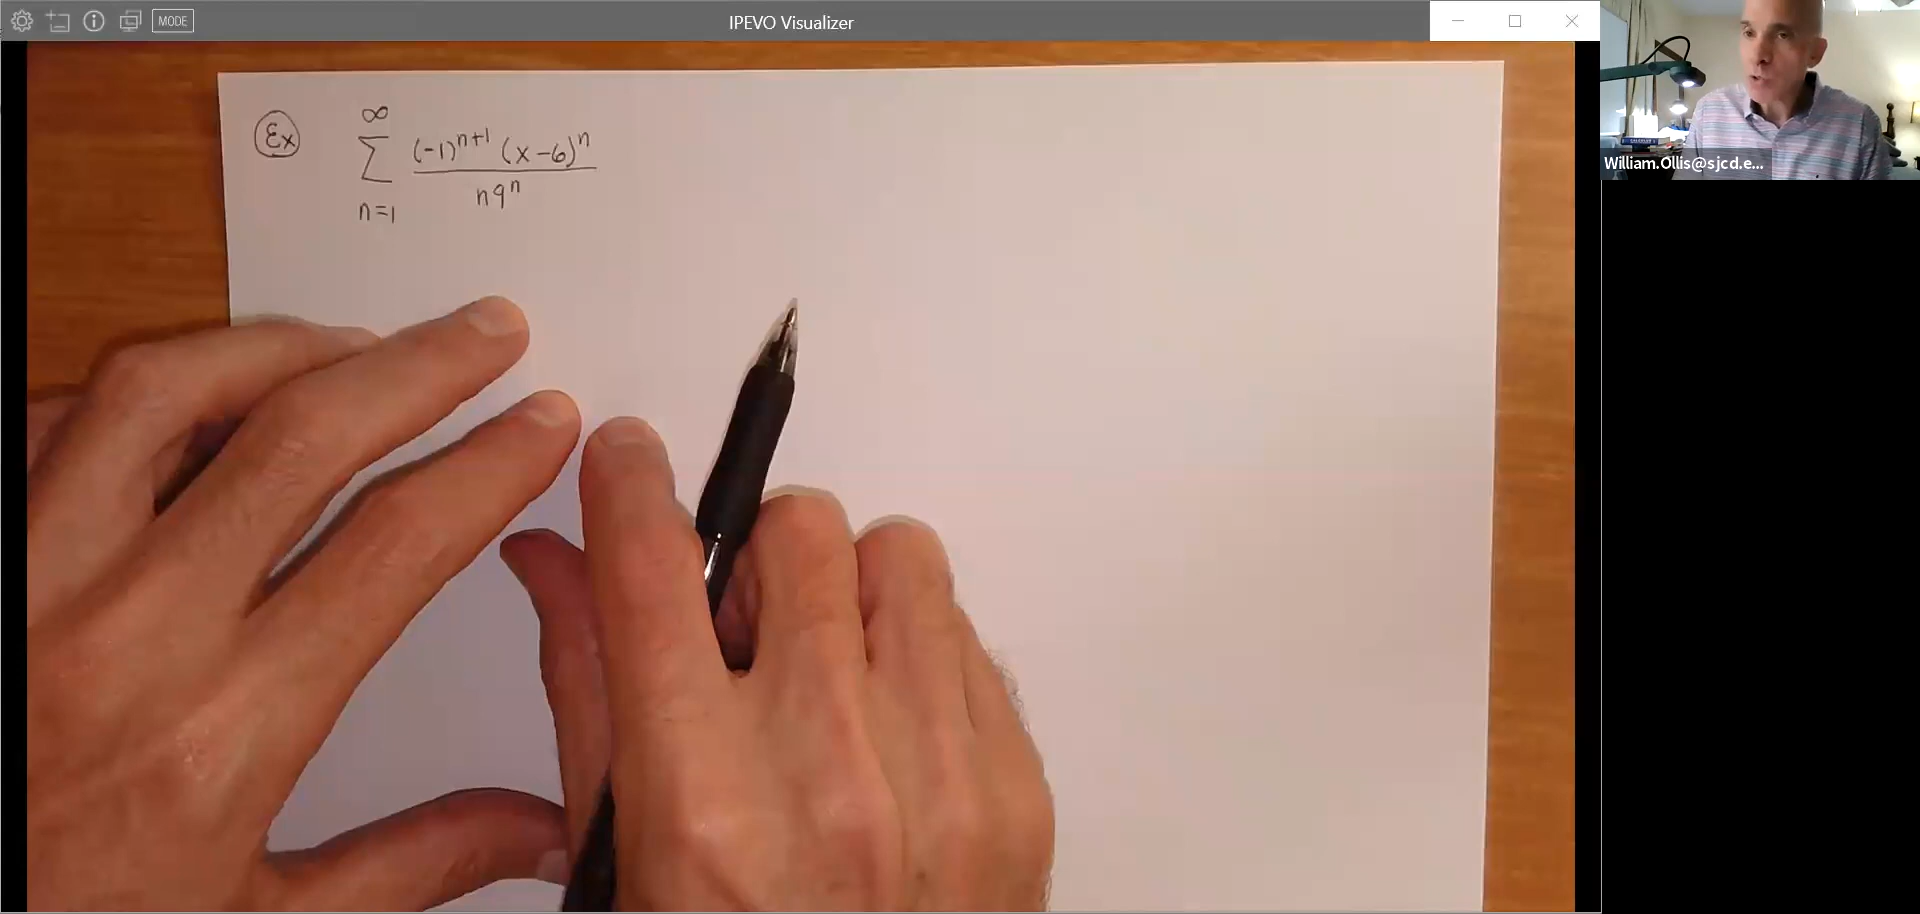 MODE
IPEVO Visualizer
Ex
∞
∑ (-1)^{n+1} (x-6)^n
n9^n
n=1
William.Ollis@sjcd.e...